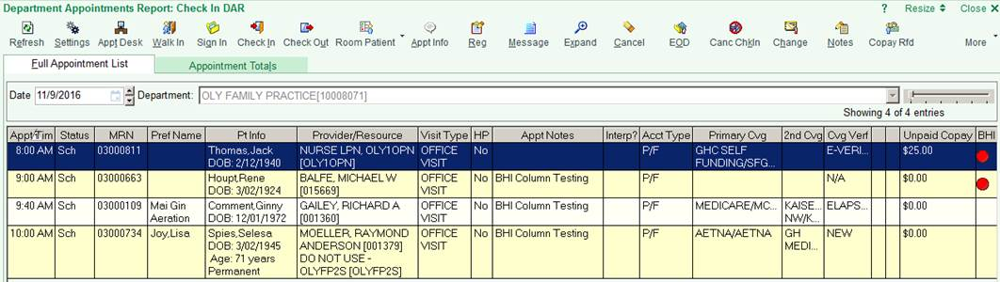 Department Appointments Report: Check In DAR
? Resize Close ×
Refresh Settings Appt Desk Walk In Sign In Check In Check Out Room Patient Appt Info Reg Message Expand Cancel EOD Canc ChkIn Change Notes Copay Rfd More
Full Appointment List Appointment Totals
Date 11/9/2016 Department: OLY FAMILY PRACTICE[10008071]
Showing 4 of 4 entries
Appt Tim Status MRN Pref Name Pt Info Provider/Resource Visit Type HP Appt Notes Interp? Acct Type Primary Cvg 2nd Cvg Cvg Verf Unpaid Copay BHI
8:00 AM Sch 03000811 Thomas,Jack NURSE LPN, OLY1OPN OFFICE No P/F GHC SELF E-VERI... $25.00
DOB: 2/12/1940 [OLY1OPN] VISIT FUNDING/SFG...
9:00 AM Sch 03000663 Houpt,Rene BALFE, MICHAEL W OFFICE No BHI Column Testing P/F N/A $0.00
DOB: 3/02/1924 [015669] VISIT
9:40 AM Sch 03000109 Mai Gin Comment,Ginny GAILEY, RICHARD A OFFICE No BHI Column Testing P/F MEDICARE/MC... KAISE... ELAPS... $0.00
Aeration DOB: 12/01/1972 [001360] VISIT NW/K...
10:00 AM Sch 03000734 Joy,Lisa Spies,Selesa MOELLER, RAYMOND OFFICE No BHI Column Testing P/F AETNA/AETNA GH NEW $0.00
DOB: 3/02/1945 ANDERSON [001379] VISIT MEDI...
Age: 71 years DO NOT USE -
Permanent OLYFP2S [OLYFP2S]